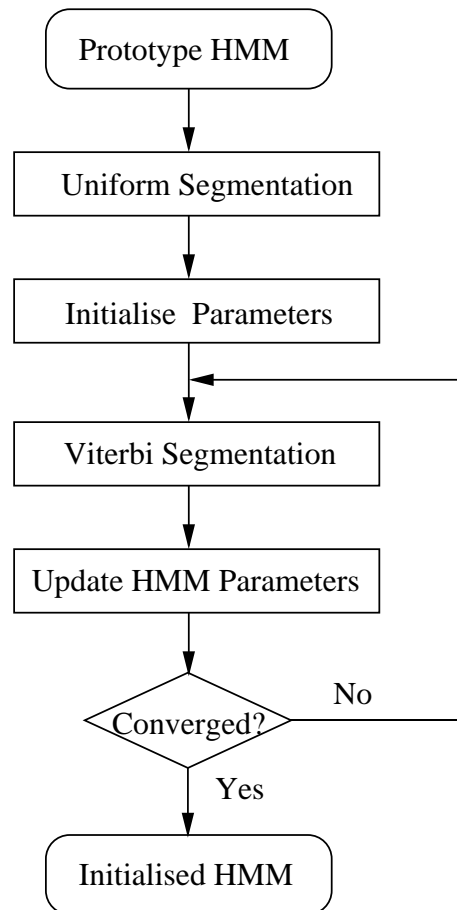 Prototype HMM
Uniform Segmentation
Initialise Parameters
Viterbi Segmentation
Update HMM Parameters
Converged?
No
Yes
Initialised HMM